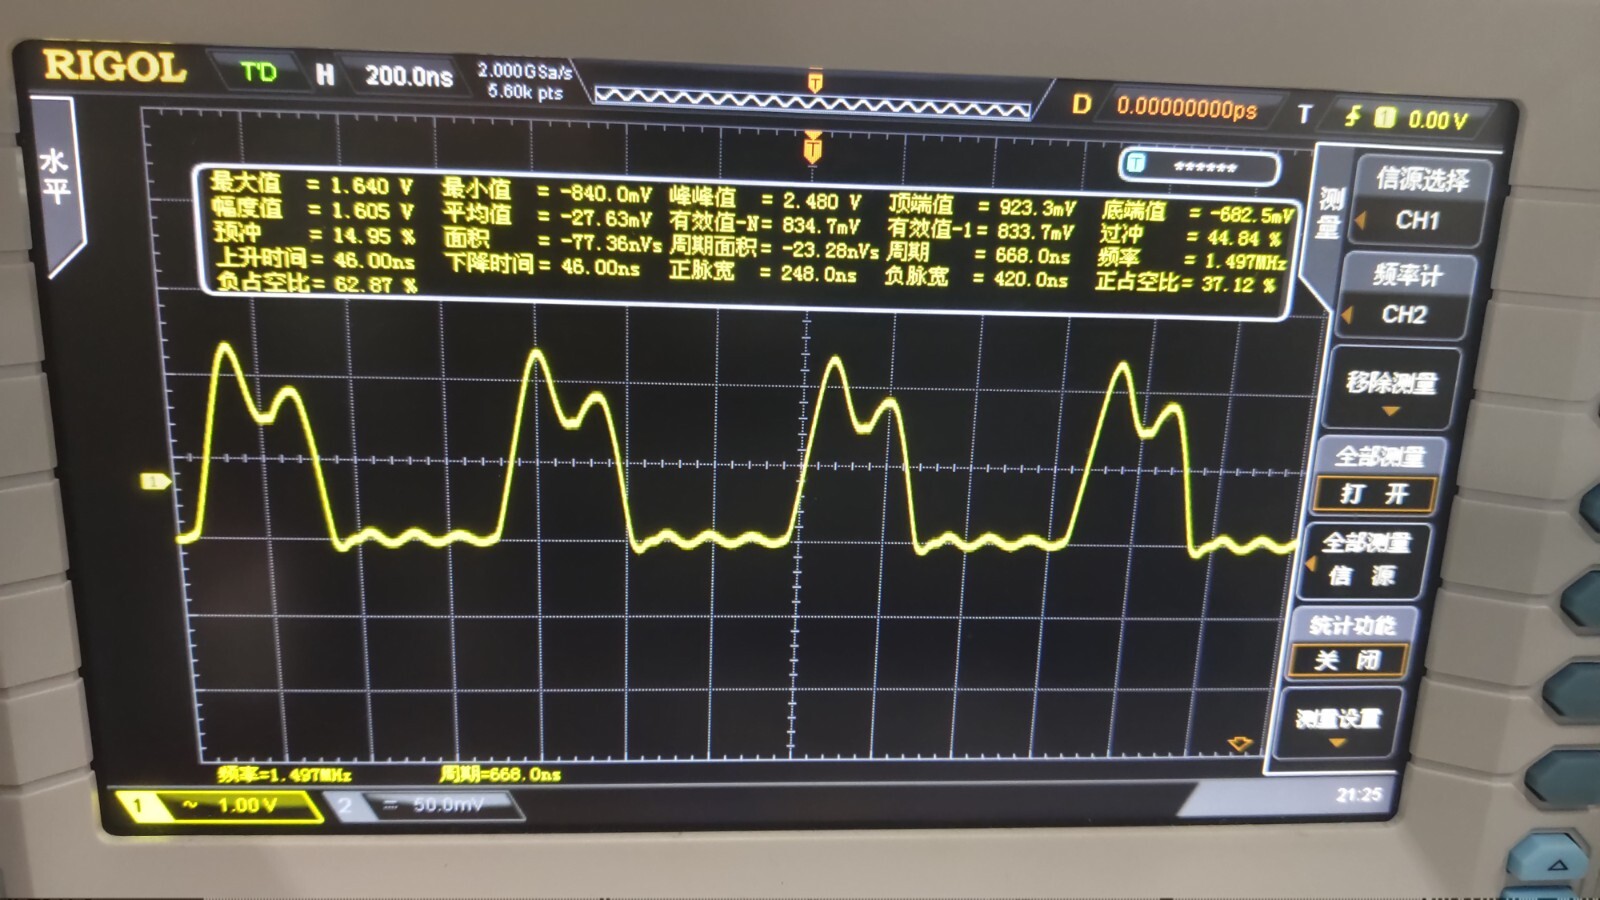 RIGOL T'D H 200.0ns 2.000GSa/s 5.60k pts D 0.00000000ps T 1 0.00 V
水平
T ******
最大值 = 1.640 V 最小值 = -840.0mV 峰峰值 = 2.480 V 顶端值 = 923.3mV 底端值 = -682.5mV
幅度值 = 1.605 V 平均值 = -27.63mV 有效值-N= 834.7mV 有效值-1= 833.7mV 过冲 = 44.84 %
预冲 = 14.95 % 面积 = -77.36nVs 周期面积= -23.28nVs 周期 = 668.0ns 频率 = 1.497MHz
上升时间= 46.00ns 下降时间= 46.00ns 正脉宽 = 248.0ns 负脉宽 = 420.0ns 正占空比= 37.12 %
负占空比= 62.87 %
测量
信源选择
CH1
频率计
CH2
移除测量
全部测量
打 开
全部测量
信 源
统计功能
关 闭
测量设置
1
频率=1.497MHz 周期=668.0ns
1 ~ 1.00 V 2 = 50.0mV 21:25